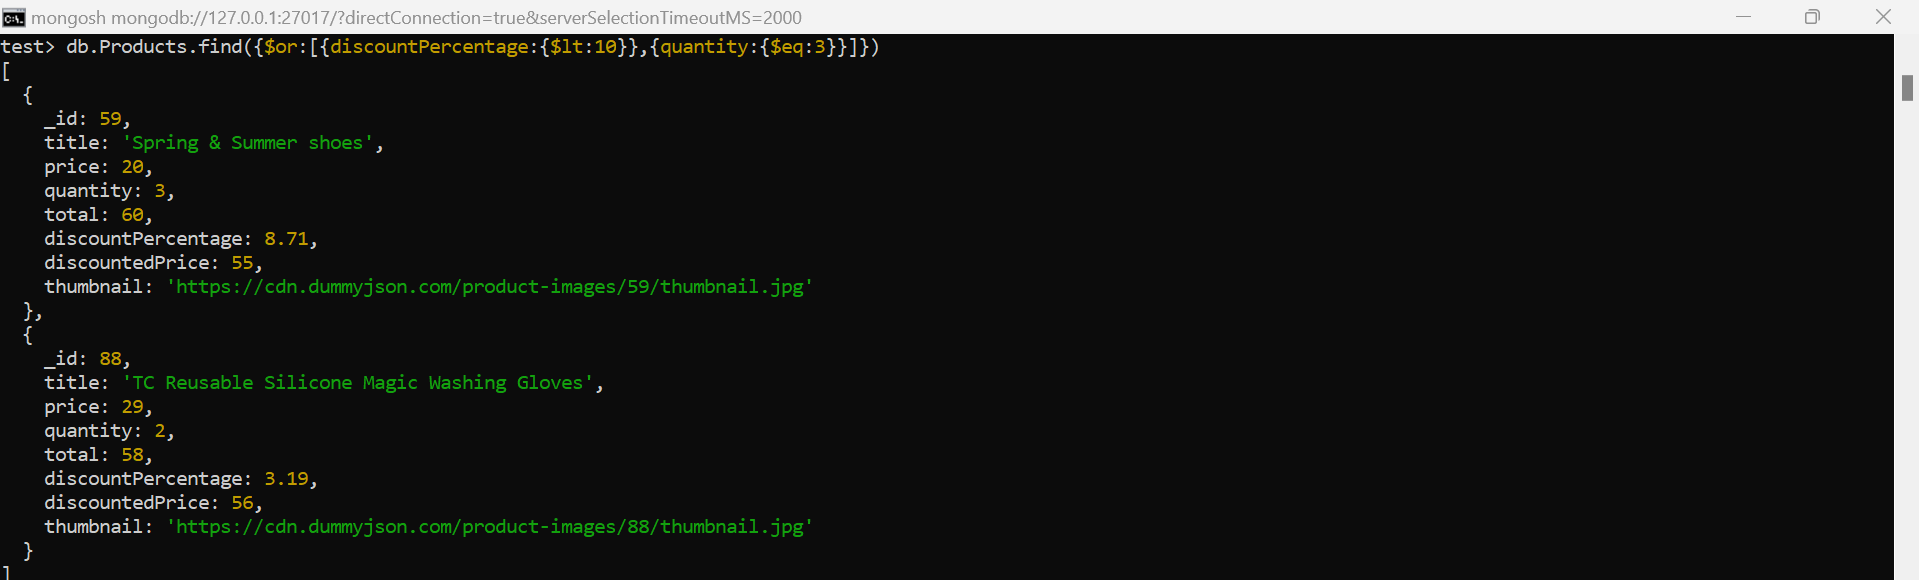 mongosh mongodb://127.0.0.1:27017/?directConnection=true&serverSelectionTimeoutMS=2000
test> db.Products.find({$or:[{discountPercentage:{$lt:10}},{quantity:{$eq:3}}]})
[
  {
    _id: 59,
    title: 'Spring & Summer shoes',
    price: 20,
    quantity: 3,
    total: 60,
    discountPercentage: 8.71,
    discountedPrice: 55,
    thumbnail: 'https://cdn.dummyjson.com/product-images/59/thumbnail.jpg'
  },
  {
    _id: 88,
    title: 'TC Reusable Silicone Magic Washing Gloves',
    price: 29,
    quantity: 2,
    total: 58,
    discountPercentage: 3.19,
    discountedPrice: 56,
    thumbnail: 'https://cdn.dummyjson.com/product-images/88/thumbnail.jpg'
  }
]